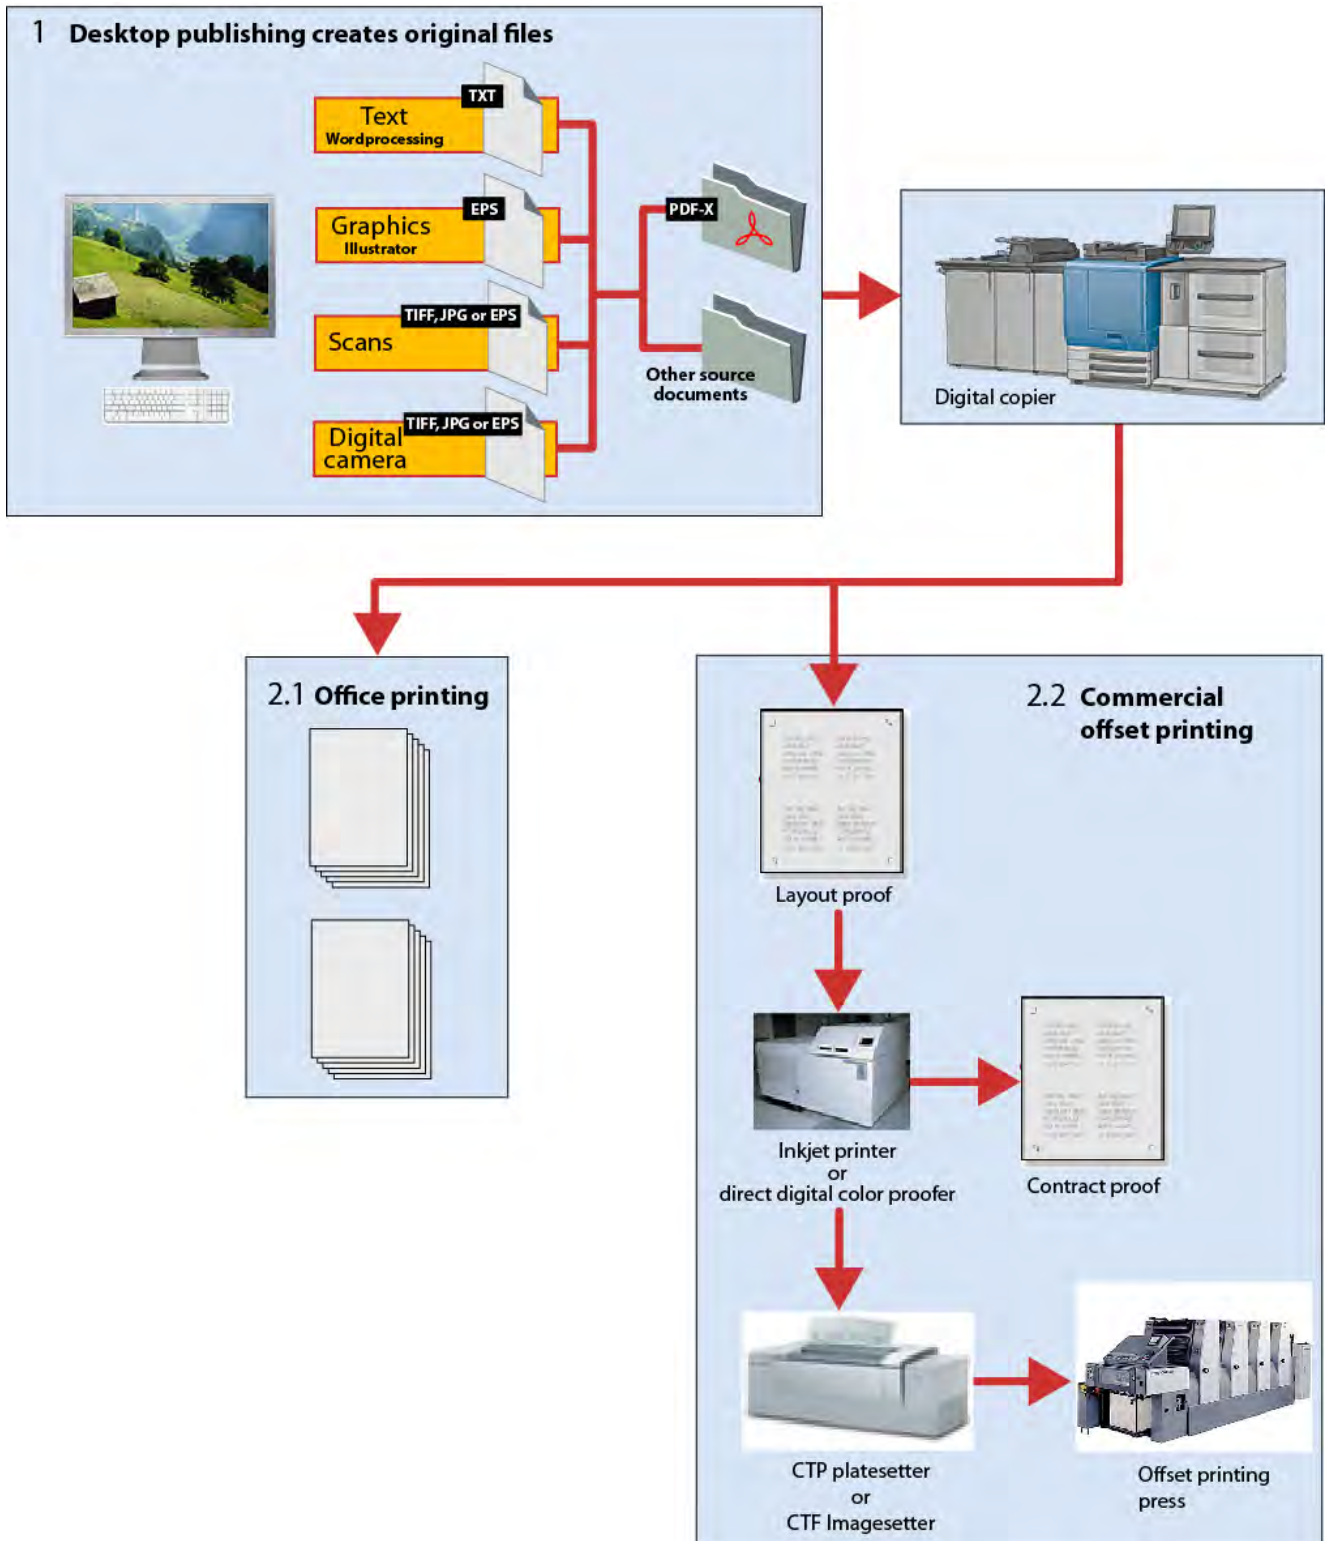 1 Desktop publishing creates original files
TXT
Text
Wordprocessing
EPS
Graphics
Illustrator
TIFF, JPG or EPS
Scans
TIFF, JPG or EPS
Digital
camera
PDF-X
Other source
documents
Digital copier
2.1 Office printing
2.2 Commercial
offset printing
Layout proof
Inkjet printer
or
direct digital color proofer
Contract proof
CTP platesetter
or
CTF Imagesetter
Offset printing
press